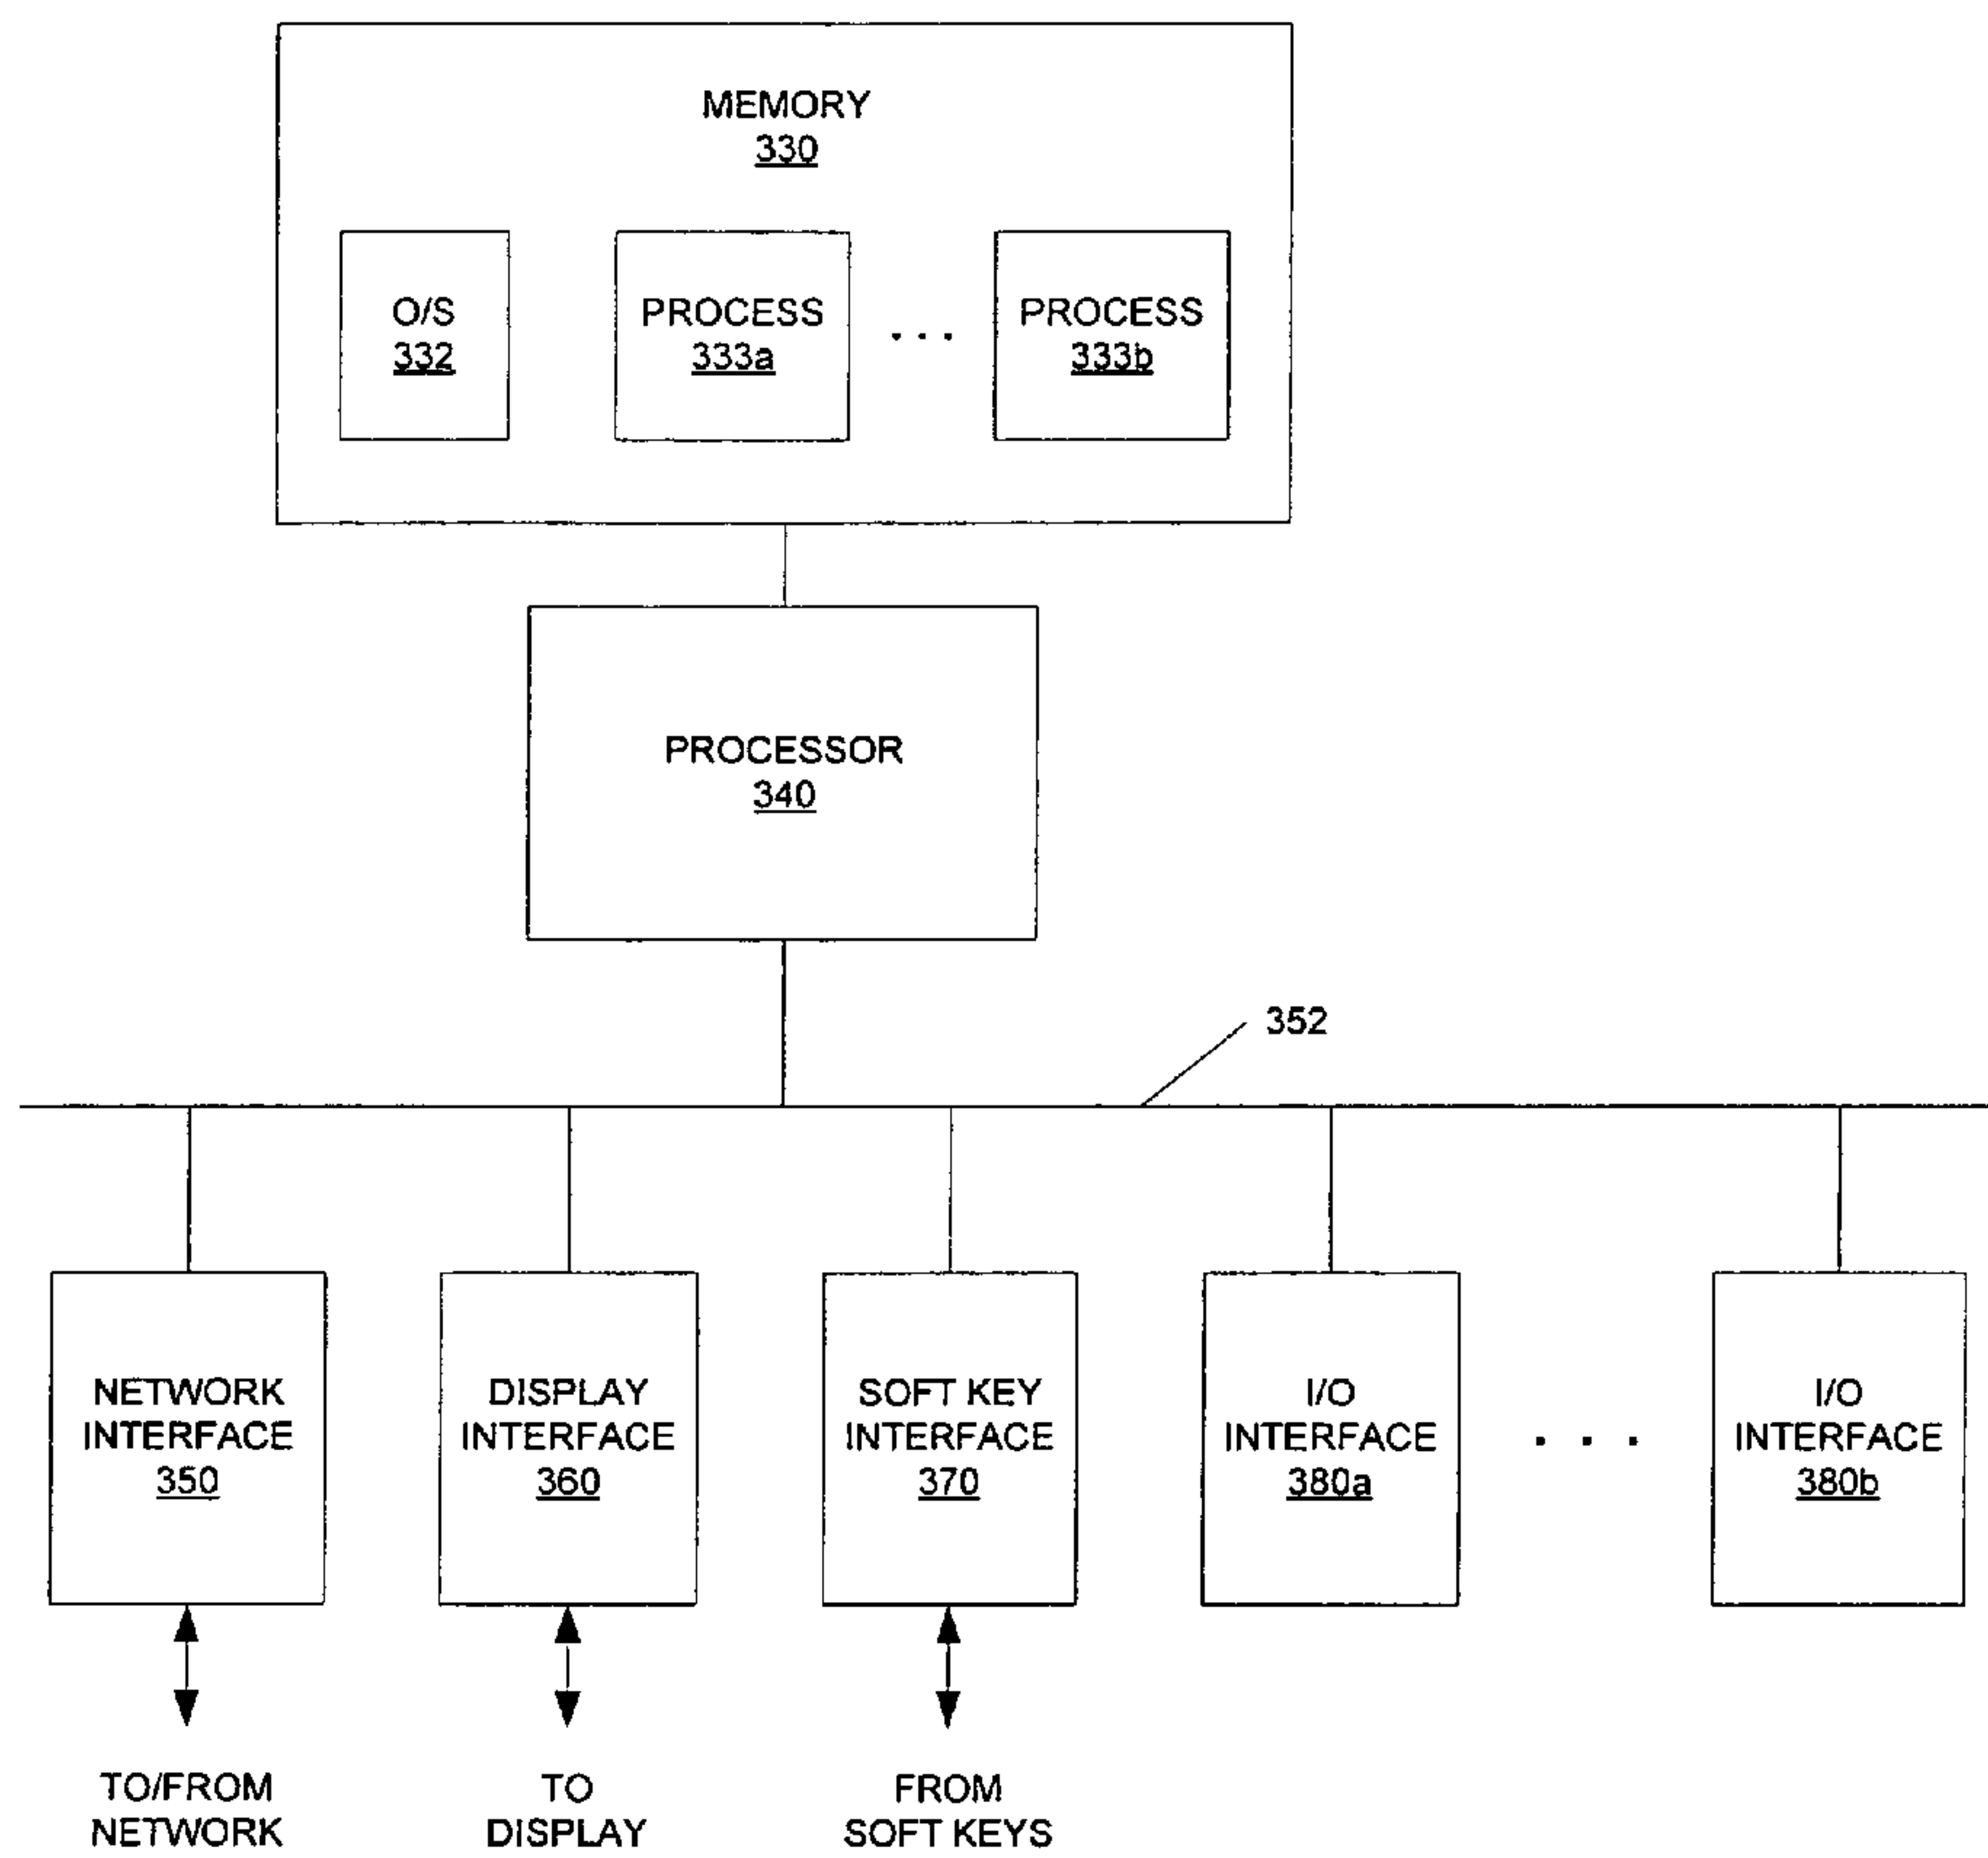 MEMORY
330
O/S
332
PROCESS
333a
. . .
PROCESS
333b
PROCESSOR
340
352
NETWORK
INTERFACE
350
DISPLAY
INTERFACE
360
SOFT KEY
INTERFACE
370
I/O
INTERFACE
380a
. . .
I/O
INTERFACE
380b
TO/FROM
NETWORK
TO
DISPLAY
FROM
SOFT KEYS